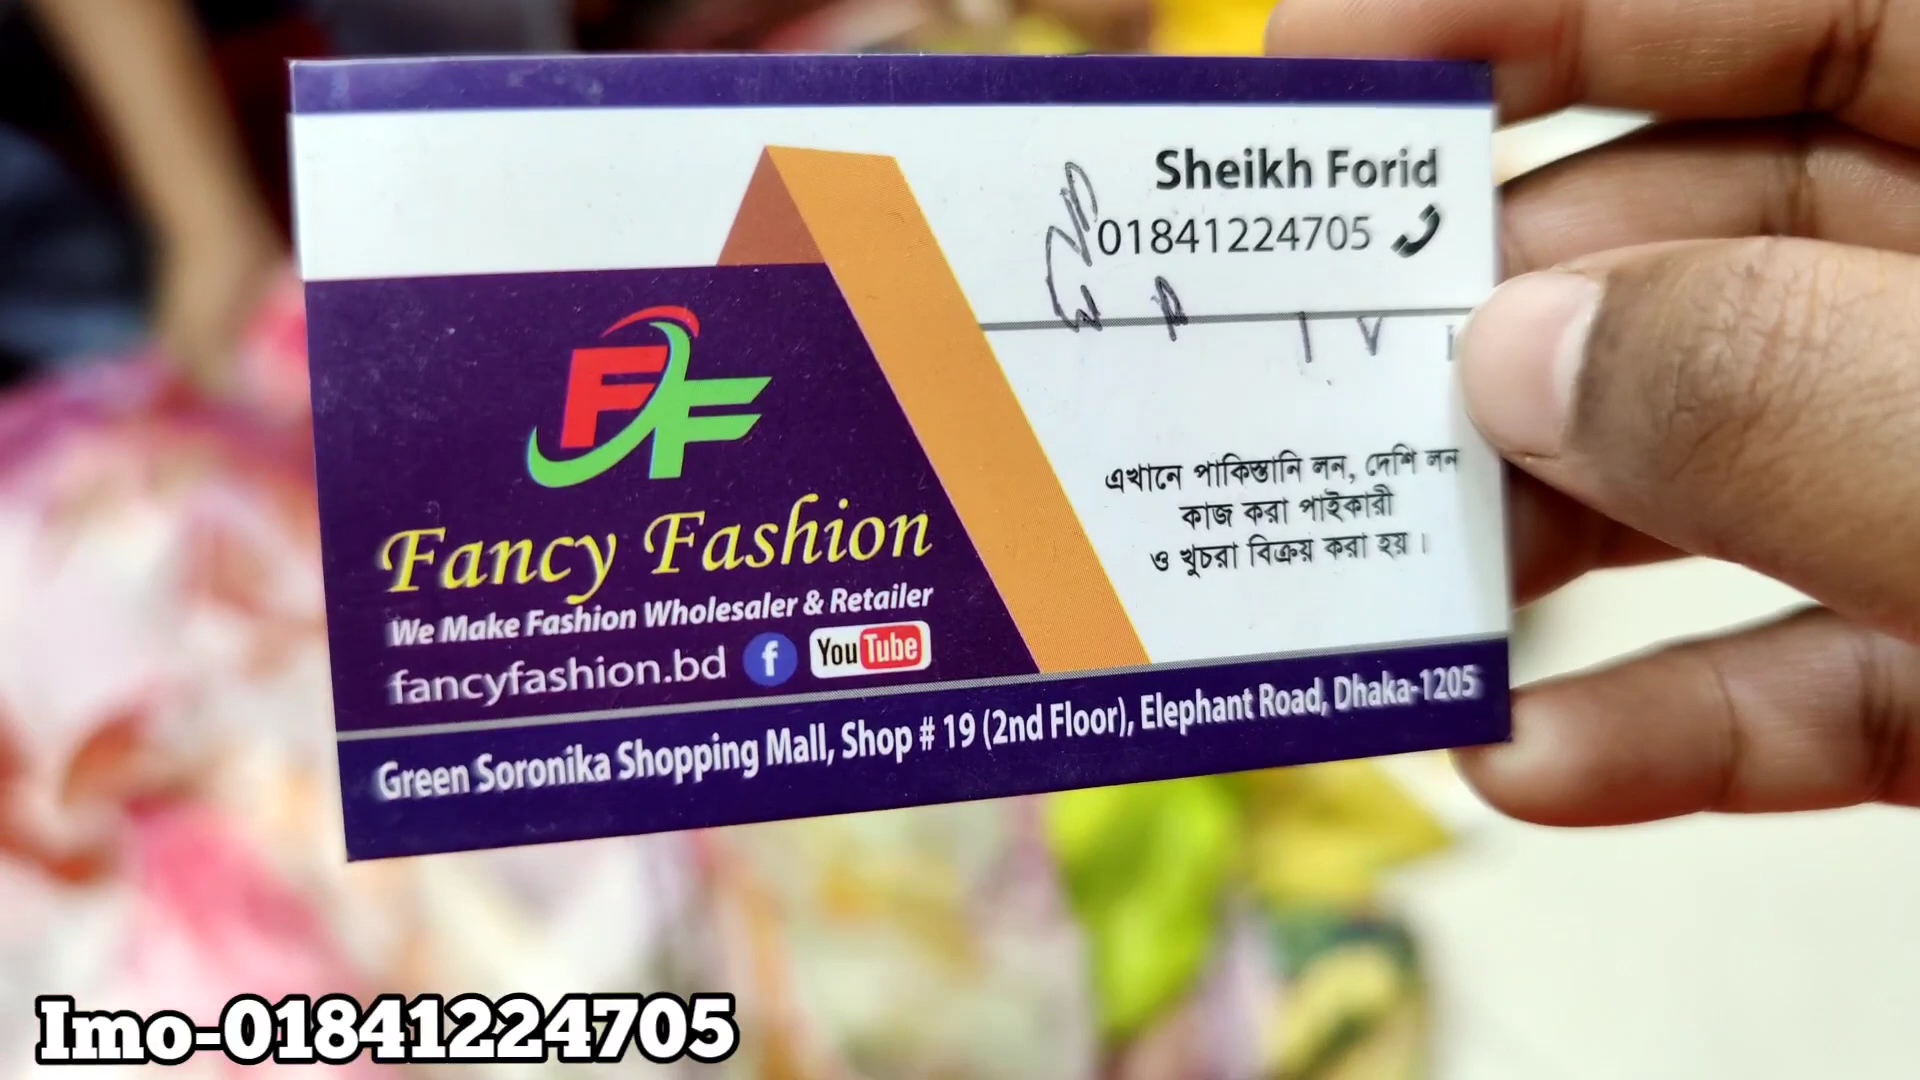 Sheikh Forid
01841224705
FF
Fancy Fashion
We Make Fashion Wholesaler & Retailer
fancyfashion.bd f YouTube
এখানে পাকিস্তানি লন, দেশি লন
কাজ করা পাইকারী
ও খুচরা বিক্রয় করা হয়।
Green Soronika Shopping Mall, Shop # 19 (2nd Floor), Elephant Road, Dhaka-1205
Imo-01841224705